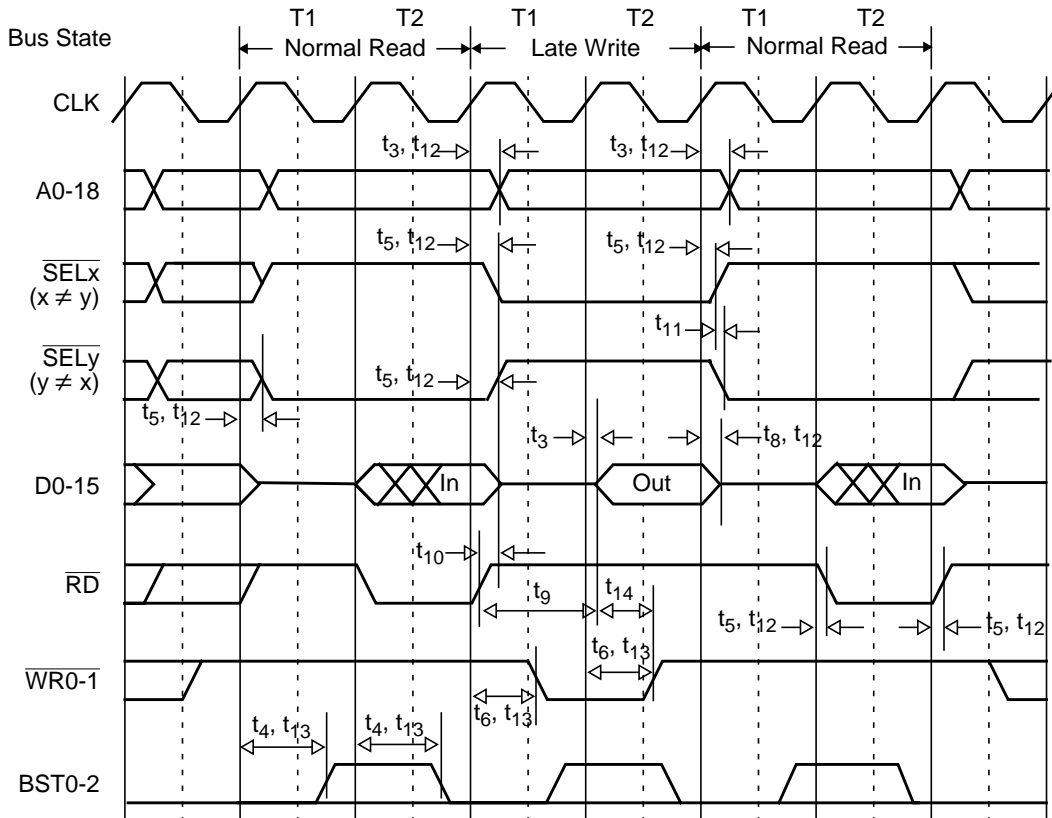 T1 T2 T1 T2 T1 T2
Bus State Normal Read Late Write Normal Read
CLK
t3, t12 t3, t12
A0-18
t5, t12 t5, t12
SELx
(x ≠ y)
t11
SELy
(y ≠ x)
t5, t12
t5, t12
t3 t8, t12
D0-15 In Out In
t10
RD
t9 t14
t5, t12 t5, t12
t6, t13
WR0-1
t6, t13
t4, t13 t4, t13
BST0-2